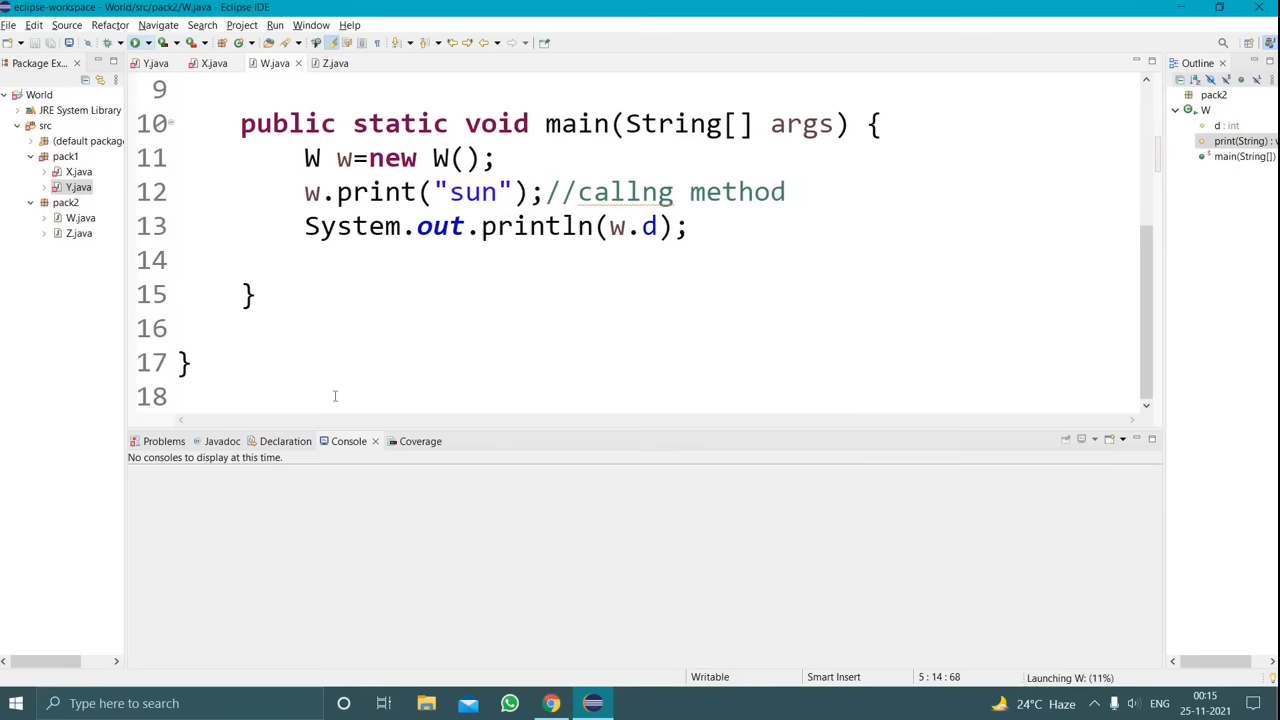 eclipse-workspace - World/src/pack2/W.java - Eclipse IDE
File Edit Source Refactor Navigate Search Project Run Window Help
Package Ex...
Y.java
X.java
W.java
Z.java
Outline
World
JRE System Library
src
(default package
pack1
X.java
Y.java
pack2
W.java
Z.java
9
10 public static void main(String[] args) {
11 W w=new W();
12 w.print("sun");//callng method
13 System.out.println(w.d);
14
15 }
16
17 }
18
pack2
W
d : int
print(String) : v
main(String[])
Problems Javadoc Declaration Console Coverage
No consoles to display at this time.
Writable Smart Insert 5 : 14 : 68 Launching W: (11%)
Type here to search
24°C Haze
ENG
00:15
25-11-2021